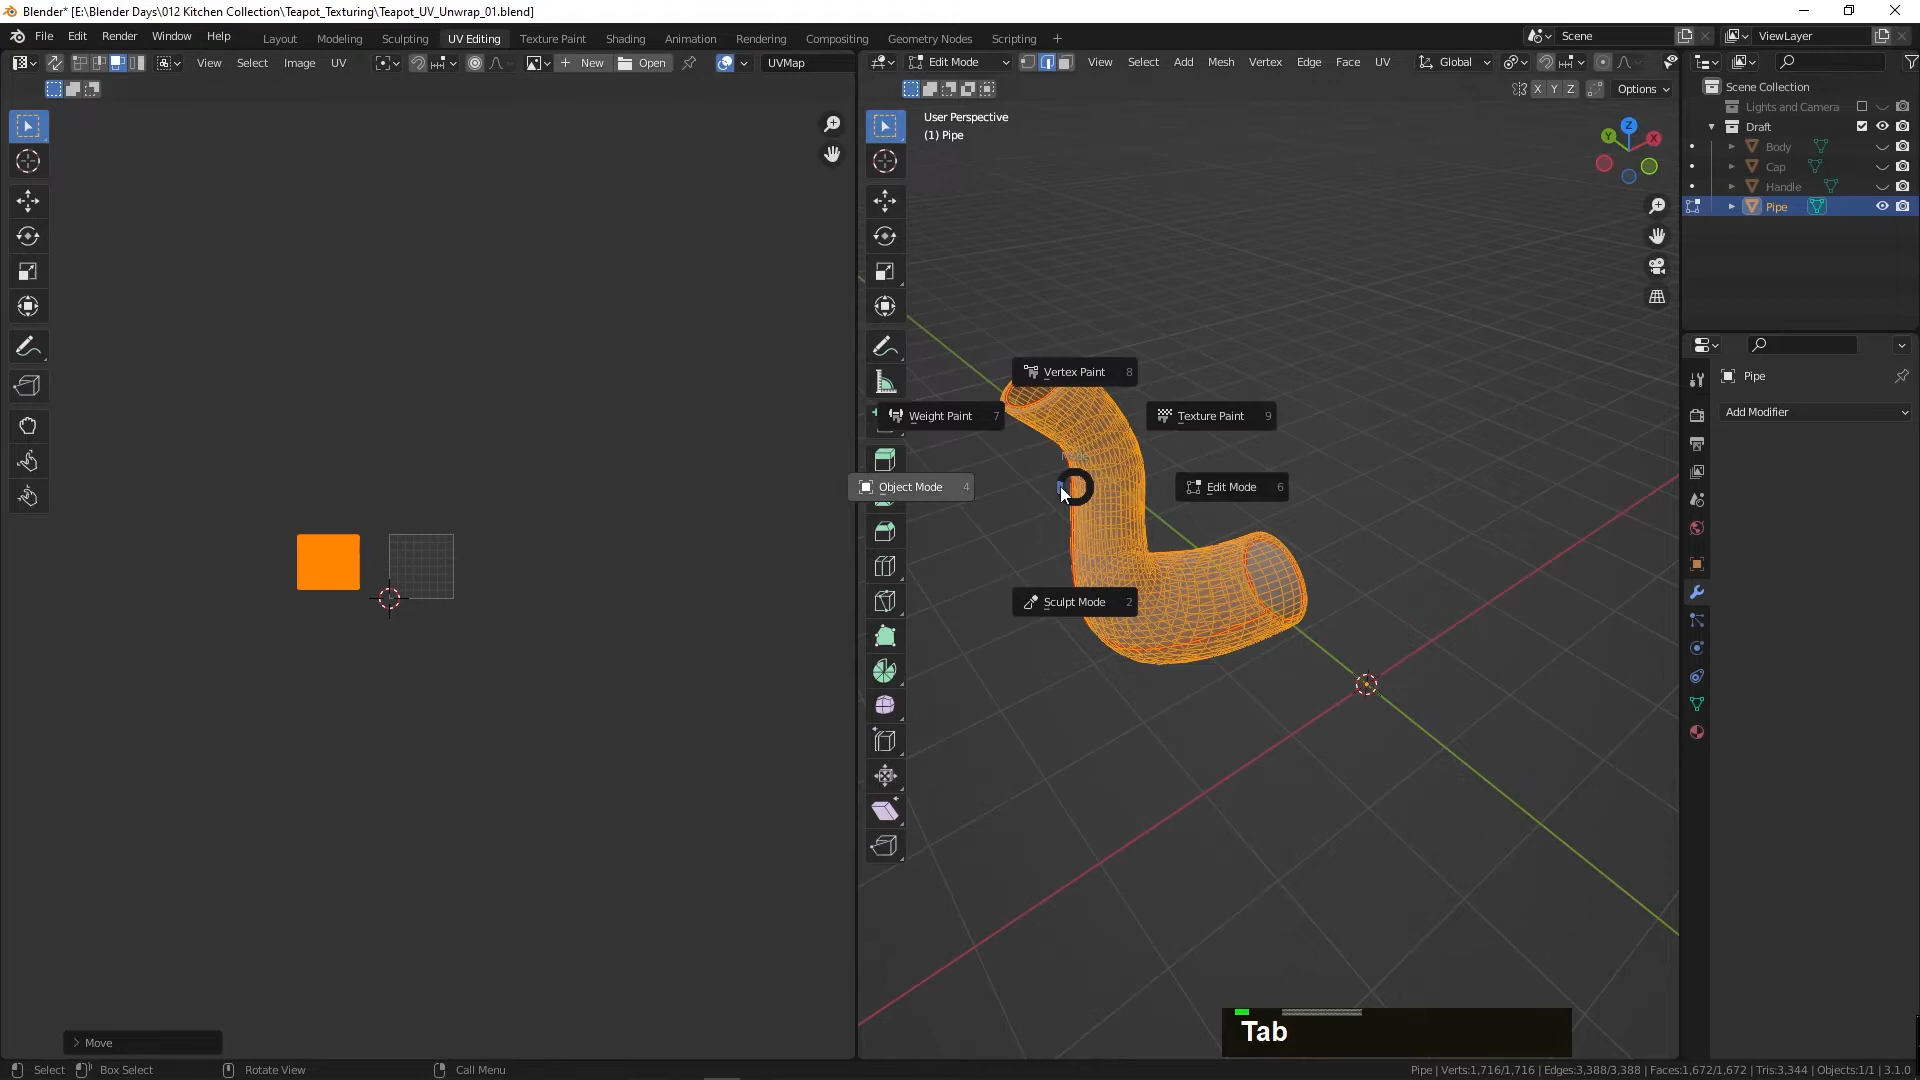 Blender* [E:\Blender Days\012 Kitchen Collection\Teapot_Texturing\Teapot_UV_Unwrap_01.blend]
File Edit Render Window Help Layout Modeling Sculpting UV Editing Texture Paint Shading Animation Rendering Compositing Geometry Nodes Scripting + Scene ViewLayer
View Select Image UV New Open UVMap Edit Mode View Select Add Mesh Vertex Edge Face UV Global
X Y Z Options
Scene Collection
Lights and Camera
Draft
Body
Cap
Handle
Pipe
User Perspective
(1) Pipe
Z
Y
X
Vertex Paint 8
Weight Paint 7
Texture Paint 9
Mode
Object Mode 4
Edit Mode 6
Sculpt Mode 2
Pipe
Add Modifier
Move
Tab
Select Box Select Rotate View Call Menu Pipe | Verts:1,716/1,716 | Edges:3,388/3,388 | Faces:1,672/1,672 | Tris:3,344 | Objects:1/1 | 3.1.0